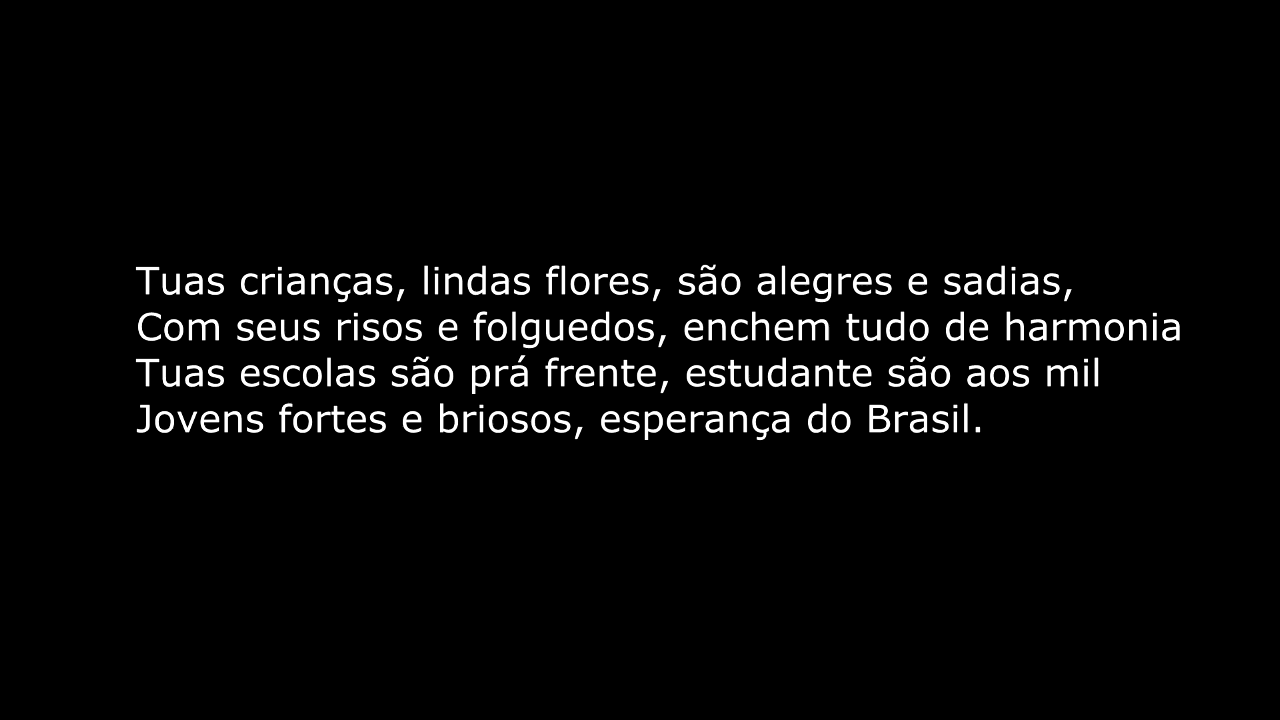 Tuas crianças, lindas flores, são alegres e sadias,
Com seus risos e folguedos, enchem tudo de harmonia
Tuas escolas são prá frente, estudante são aos mil
Jovens fortes e briosos, esperança do Brasil.